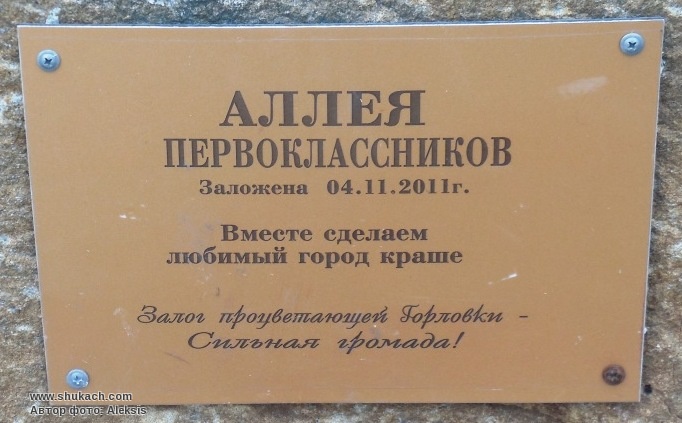 АЛЛЕЯ
ПЕРВОКЛАССНИКОВ
Заложена 04.11.2011г.
Вместе сделаем
любимый город краше
Залог процветающей Горловки -
Сильная громада!
www.shukach.com
Автор фото: Aleksis